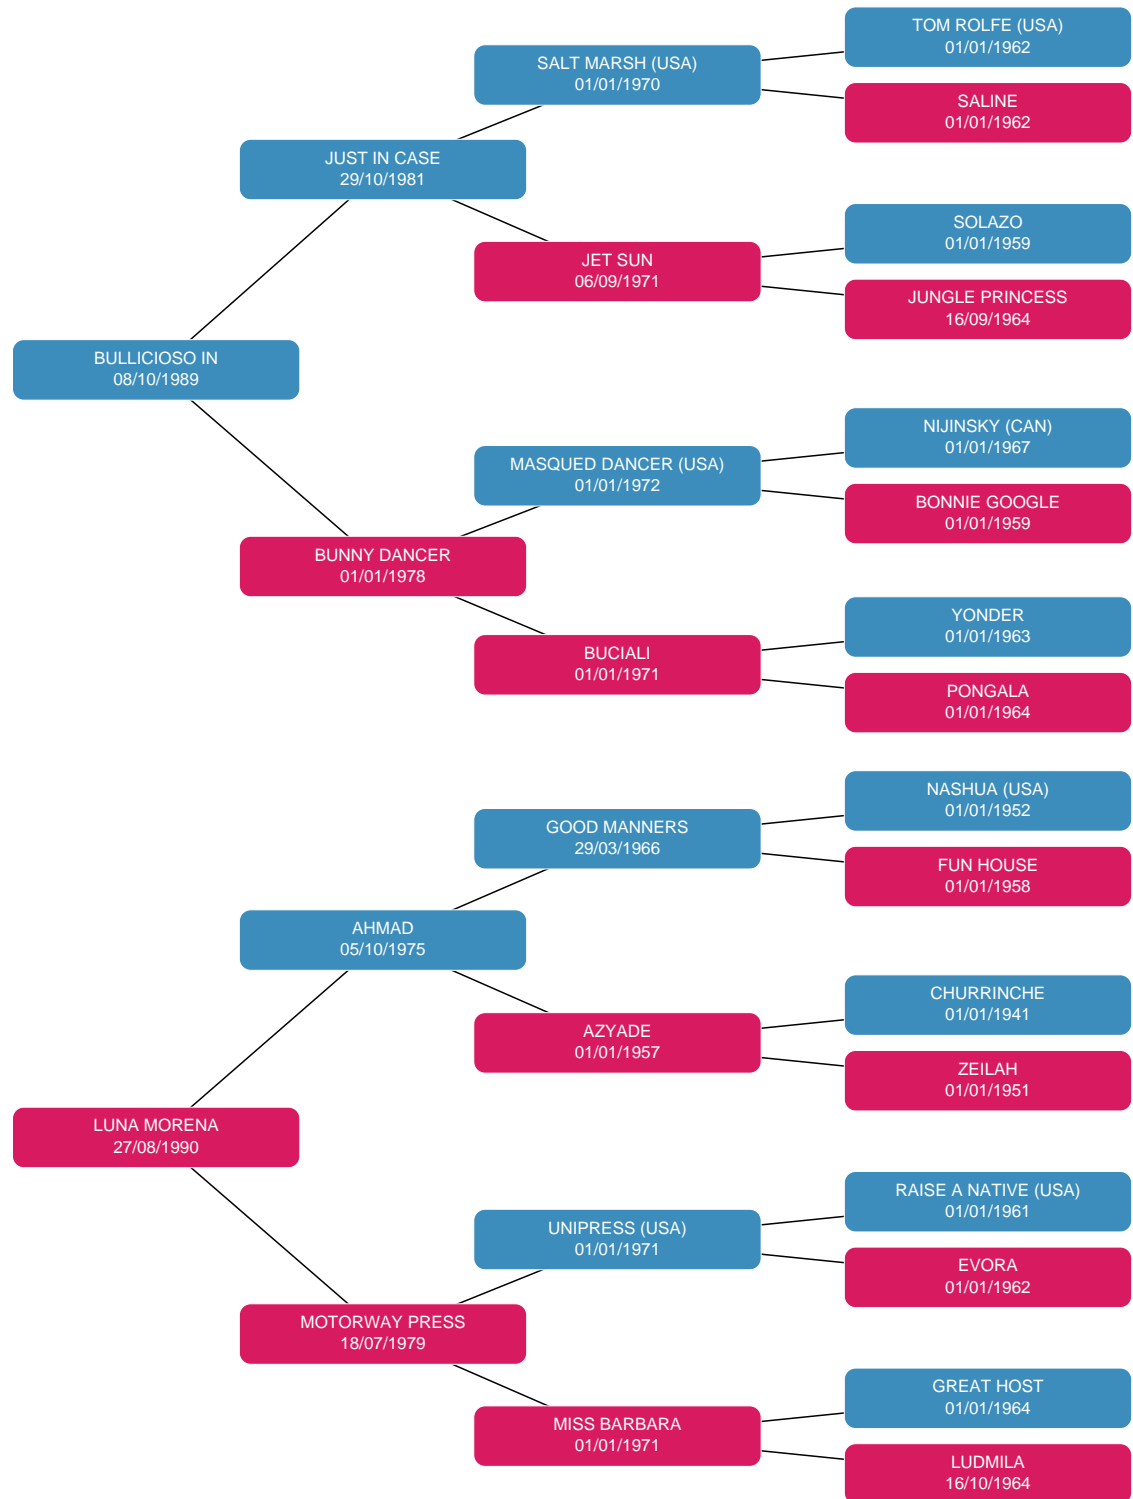 TOM ROLFE (USA)
01/01/1962
SALT MARSH (USA)
01/01/1970
SALINE
01/01/1962
JUST IN CASE
29/10/1981
SOLAZO
01/01/1959
JET SUN
06/09/1971
JUNGLE PRINCESS
16/09/1964
BULLICIOSO IN
08/10/1989
NIJINSKY (CAN)
01/01/1967
MASQUED DANCER (USA)
01/01/1972
BONNIE GOOGLE
01/01/1959
BUNNY DANCER
01/01/1978
YONDER
01/01/1963
BUCIALI
01/01/1971
PONGALA
01/01/1964
NASHUA (USA)
01/01/1952
GOOD MANNERS
29/03/1966
FUN HOUSE
01/01/1958
AHMAD
05/10/1975
CHURRINCHE
01/01/1941
AZYADE
01/01/1957
ZEILAH
01/01/1951
LUNA MORENA
27/08/1990
RAISE A NATIVE (USA)
01/01/1961
UNIPRESS (USA)
01/01/1971
EVORA
01/01/1962
MOTORWAY PRESS
18/07/1979
GREAT HOST
01/01/1964
MISS BARBARA
01/01/1971
LUDMILA
16/10/1964